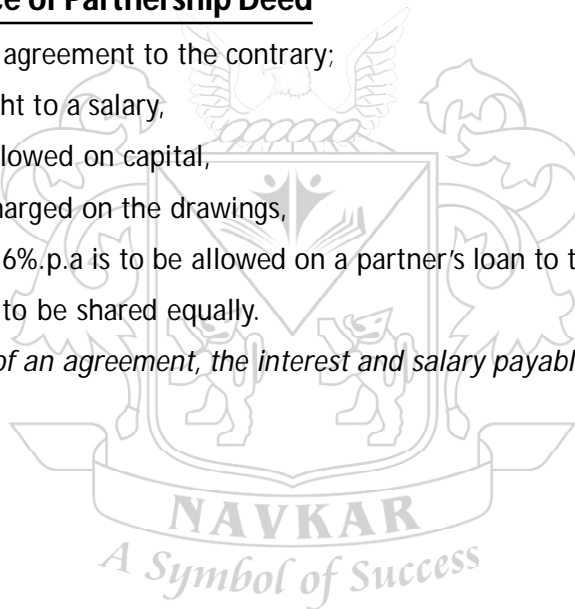 ce of Partnership Deed
agreement to the contrary;
ht to a salary,
llowed on capital,
harged on the drawings,
6%.p.a is to be allowed on a partner's loan to t
to be shared equally.
of an agreement, the interest and salary payabl
NAVKAR
A Symbol of Success